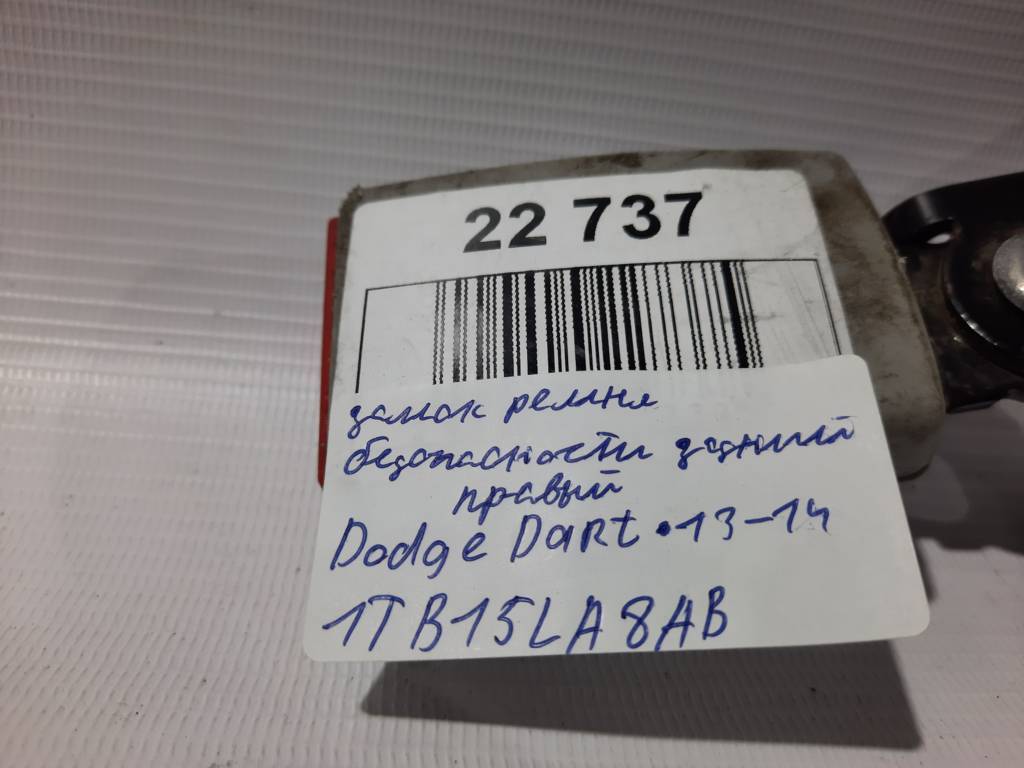 22 737
замок ремня
безопасности задний
правый
Dodge Dart •13-14
1TB15LA8AB